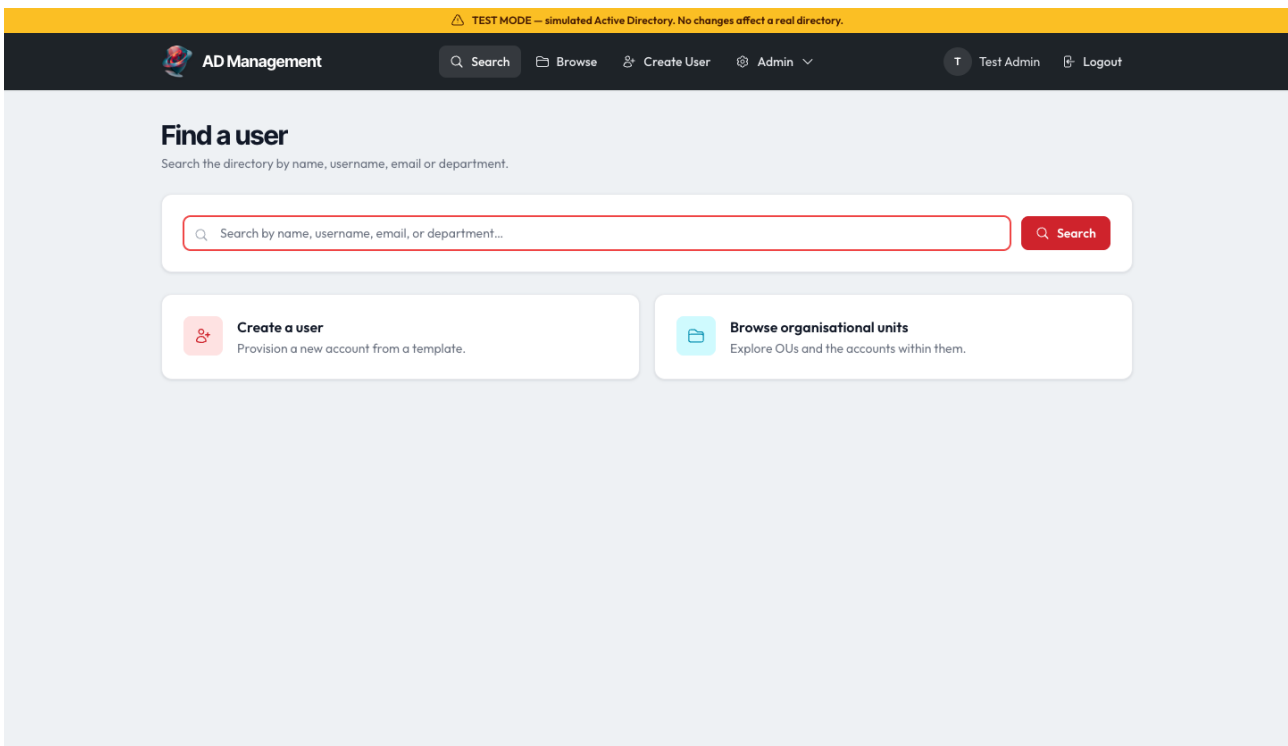 TEST MODE — simulated Active Directory. No changes affect a real directory.
AD Management
Search
Browse
Create User
Admin
T
Test Admin
Logout
Find a user
Search the directory by name, username, email or department.
Search by name, username, email, or department...
Search
Create a user
Provision a new account from a template.
Browse organisational units
Explore OUs and the accounts within them.